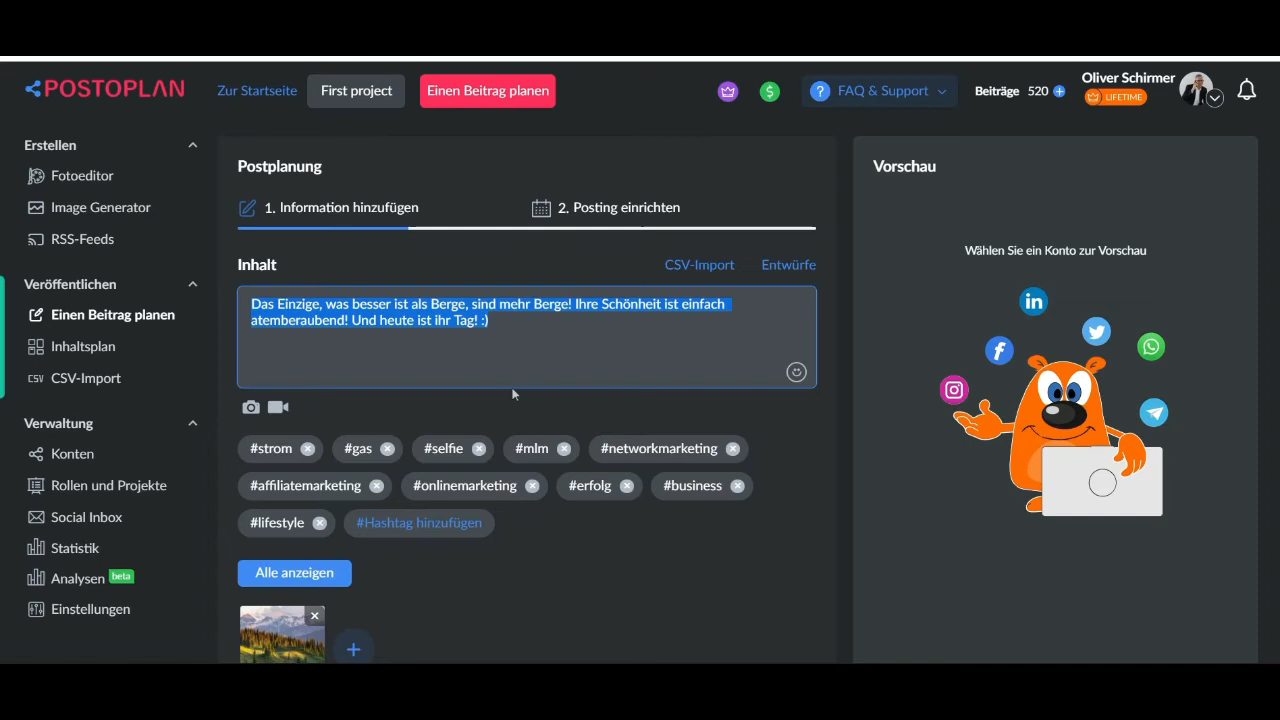 POSTOPLAN
Zur Startseite
First project
Einen Beitrag planen
$
? FAQ & Support
Beiträge 520
Oliver Schirmer
LIFETIME
Erstellen
Fotoeditor
Image Generator
RSS-Feeds
Veröffentlichen
Einen Beitrag planen
Inhaltsplan
CSV CSV-Import
Verwaltung
Konten
Rollen und Projekte
Social Inbox
Statistik
Analysen beta
Einstellungen
Postplanung
1. Information hinzufügen
2. Posting einrichten
Inhalt
CSV-Import
Entwürfe
Das Einzige, was besser ist als Berge, sind mehr Berge! Ihre Schönheit ist einfach
atemberaubend! Und heute ist ihr Tag! :)
#strom
#gas
#selfie
#mlm
#networkmarketing
#affiliatemarketing
#onlinemarketing
#erfolg
#business
#lifestyle
#Hashtag hinzufügen
Alle anzeigen
Vorschau
Wählen Sie ein Konto zur Vorschau
in
f